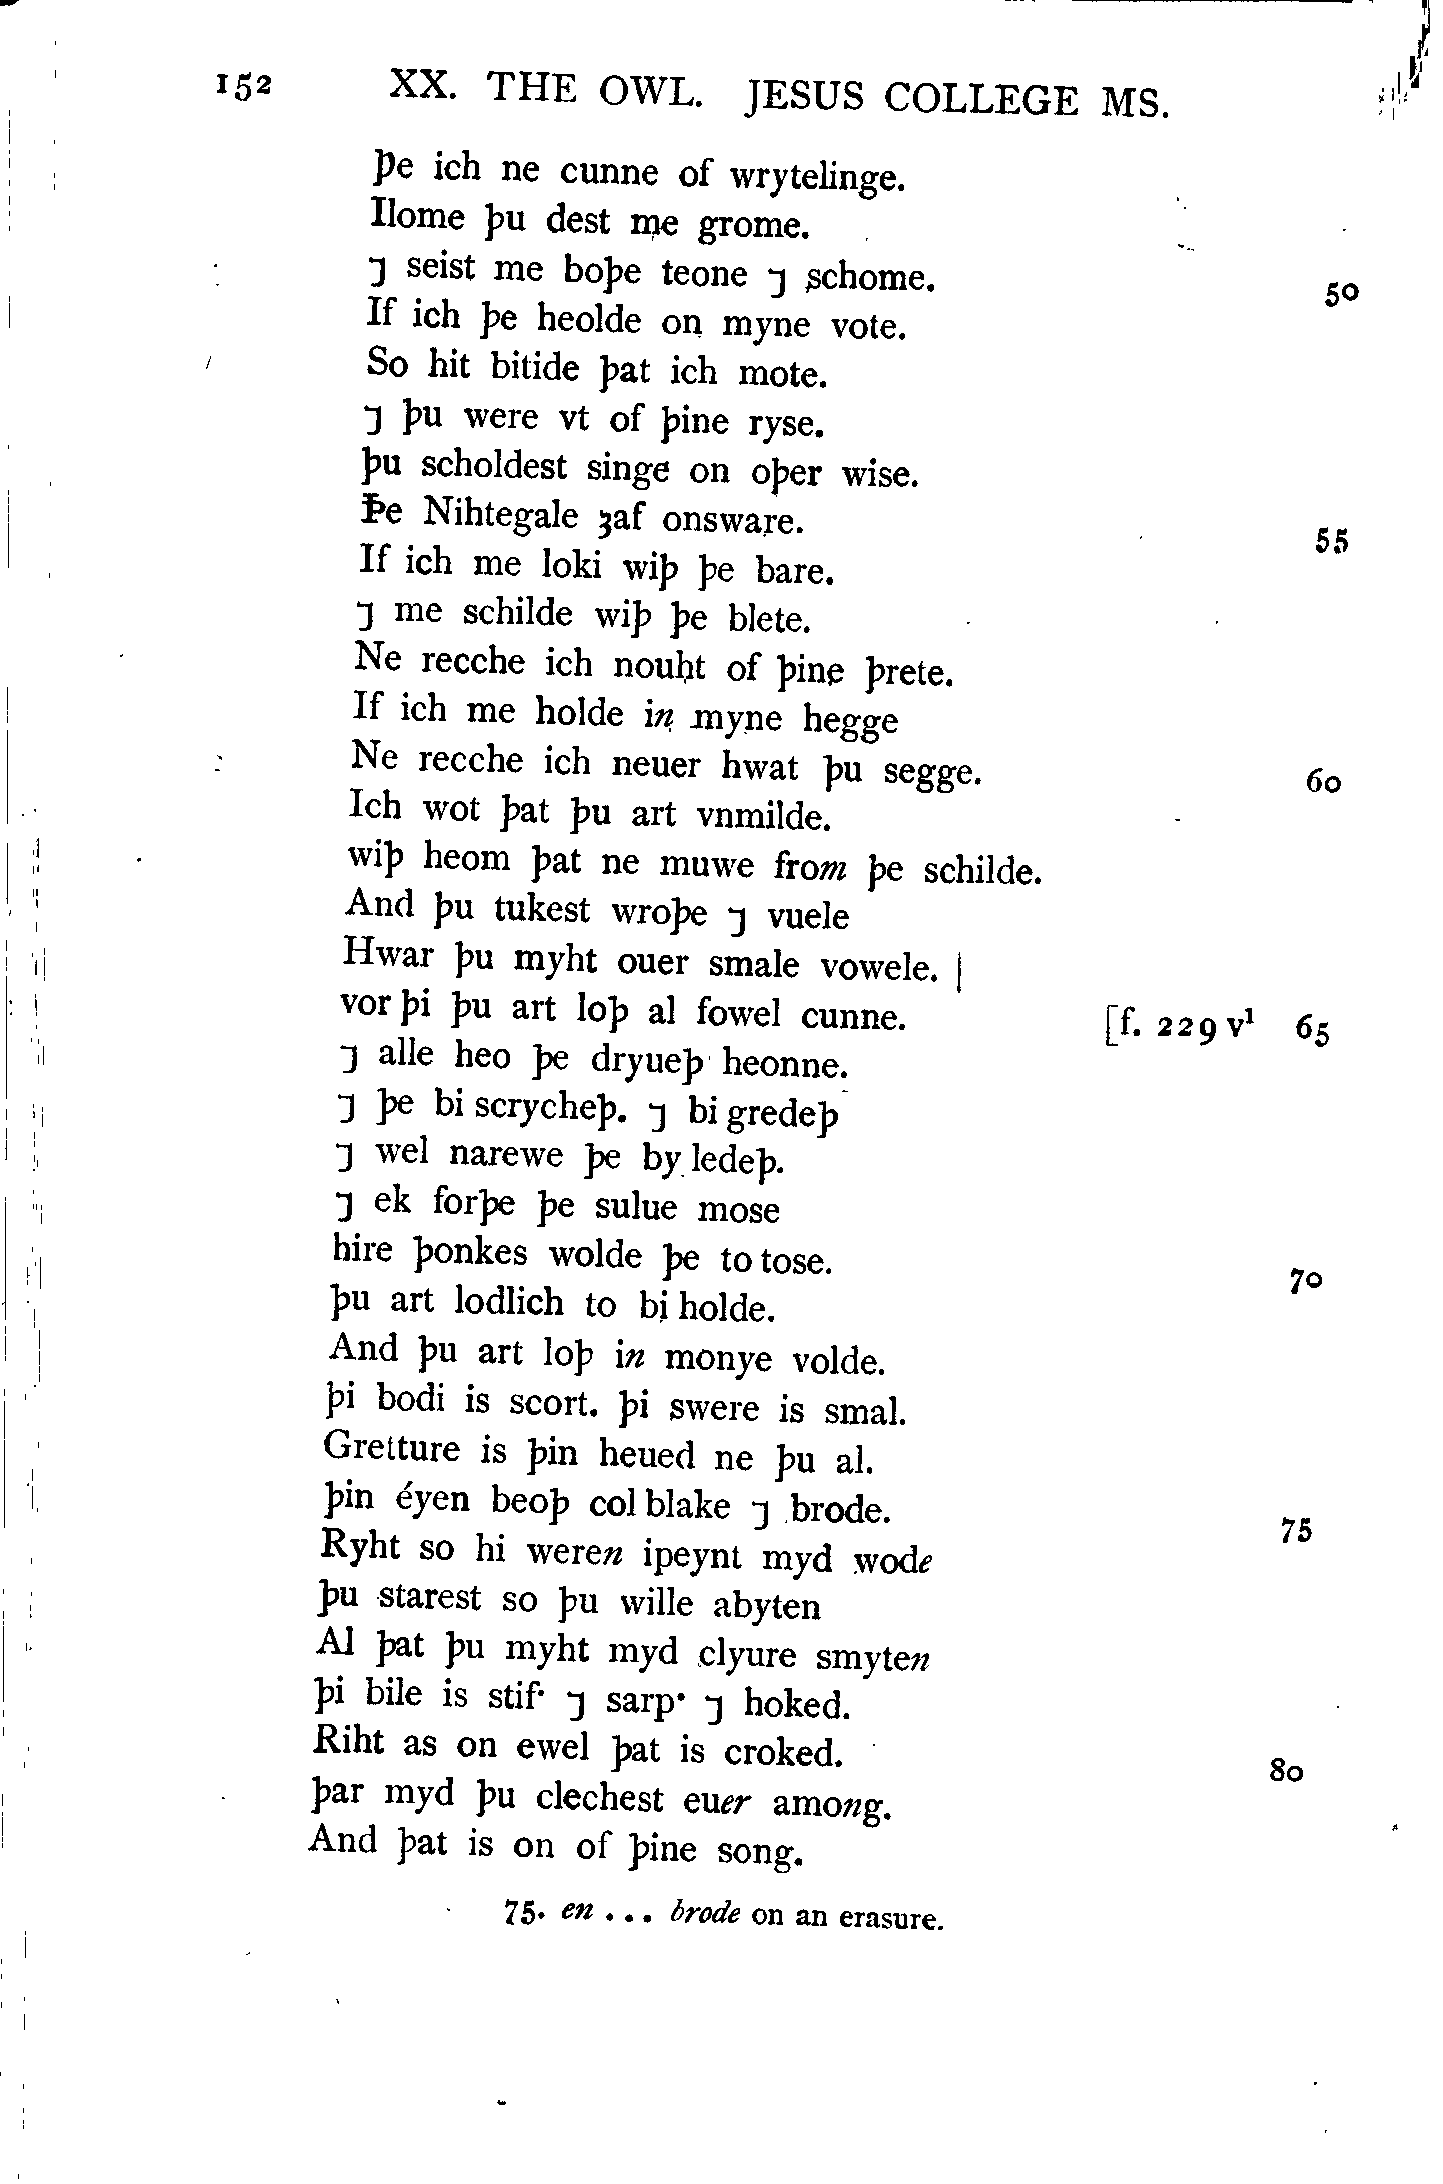 152 XX. THE OWL. JESUS COLLEGE MS.
Þe ich ne cunne of wrytelinge.
Ilome þu dest me grome.
⁊ seist me boþe teone ⁊ schome. 50
If ich þe heolde on myne vote.
So hit bitide þat ich mote.
⁊ þu were vt of þine ryse.
Þu scholdest singe on oþer wise.
Þe Nihtegale ȝaf onsware. 55
If ich me loki wiþ þe bare.
⁊ me schilde wiþ þe blete.
Ne recche ich nouht of þine þrete.
If ich me holde in myne hegge
Ne recche ich neuer hwat þu segge. 60
Ich wot þat þu art vnmilde.
wiþ heom þat ne muwe from þe schilde.
And þu tukest wroþe ⁊ vuele
Hwar þu myht ouer smale vowele. |
vor þi þu art loþ al fowel cunne. [f. 229 v¹ 65
⁊ alle heo þe dryueþ heonne.
⁊ þe bi scrycheþ. ⁊ bi gredeþ
⁊ wel narewe þe by ledeþ.
⁊ ek forþe þe sulue mose
hire þonkes wolde þe to tose. 70
þu art lodlich to bi holde.
And þu art loþ in monye volde.
þi bodi is scort. þi swere is smal.
Gretture is þin heued ne þu al.
þin éyen beoþ col blake ⁊ brode. 75
Ryht so hi weren ipeynt myd wode
þu starest so þu wille abyten
Al þat þu myht myd clyure smyten
þi bile is stif· ⁊ sarp· ⁊ hoked.
Riht as on ewel þat is croked. 80
þar myd þu clechest euer among.
And þat is on of þine song.
75. en . . . brode on an erasure.